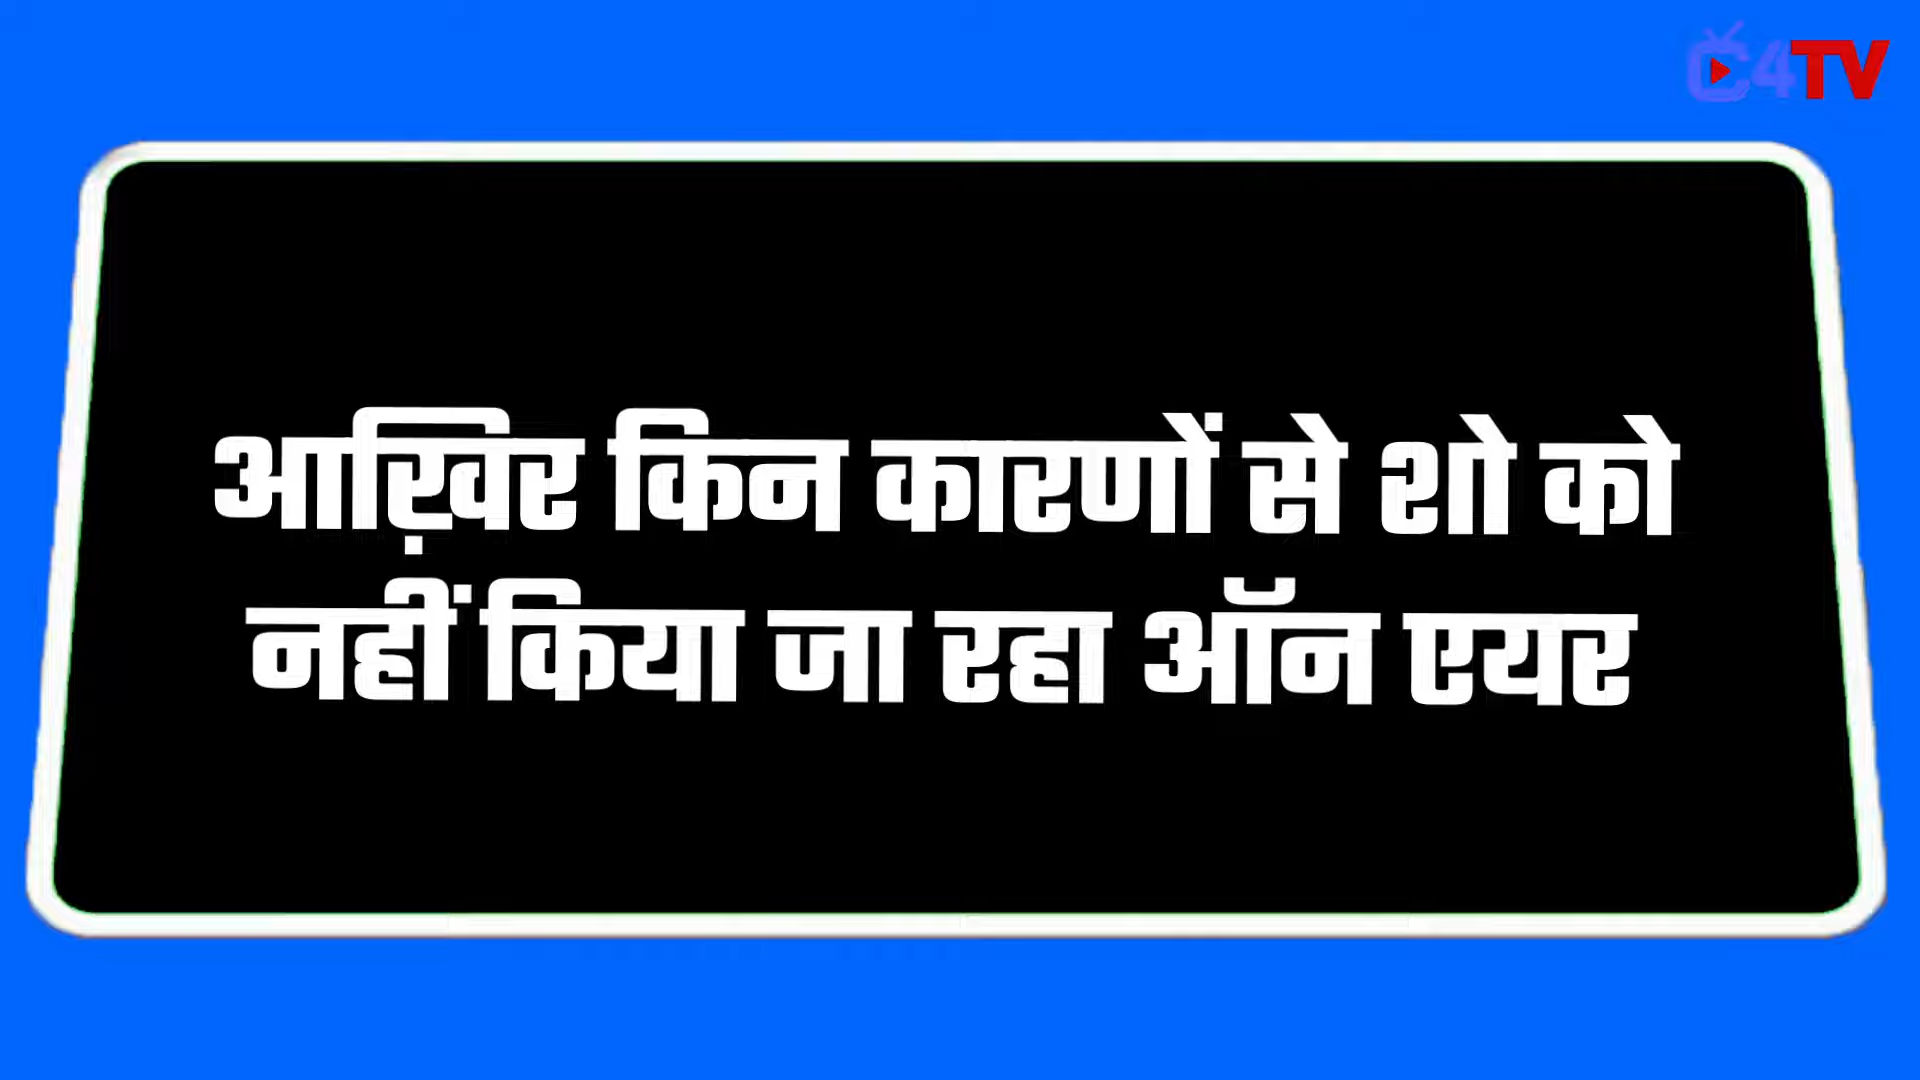 C4TV
आख़िर किन कारणों से शो को
नहीं किया जा रहा ऑन एयर